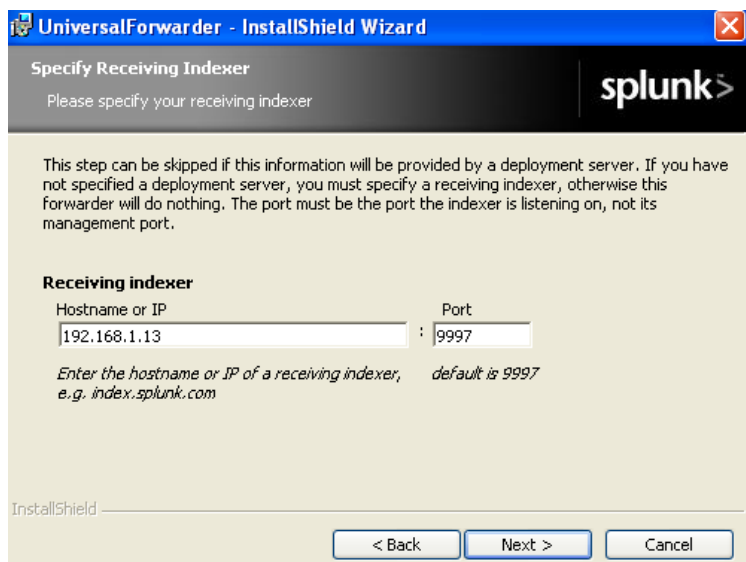 UniversalForwarder - InstallShield Wizard
Specify Receiving Indexer
Please specify your receiving indexer
splunk>
This step can be skipped if this information will be provided by a deployment server. If you have
not specified a deployment server, you must specify a receiving indexer, otherwise this
forwarder will do nothing. The port must be the port the indexer is listening on, not its
management port.
Receiving indexer
Hostname or IP Port
192.168.1.13 : 9997
Enter the hostname or IP of a receiving indexer, default is 9997
e.g. index.splunk.com
InstallShield
< Back Next > Cancel